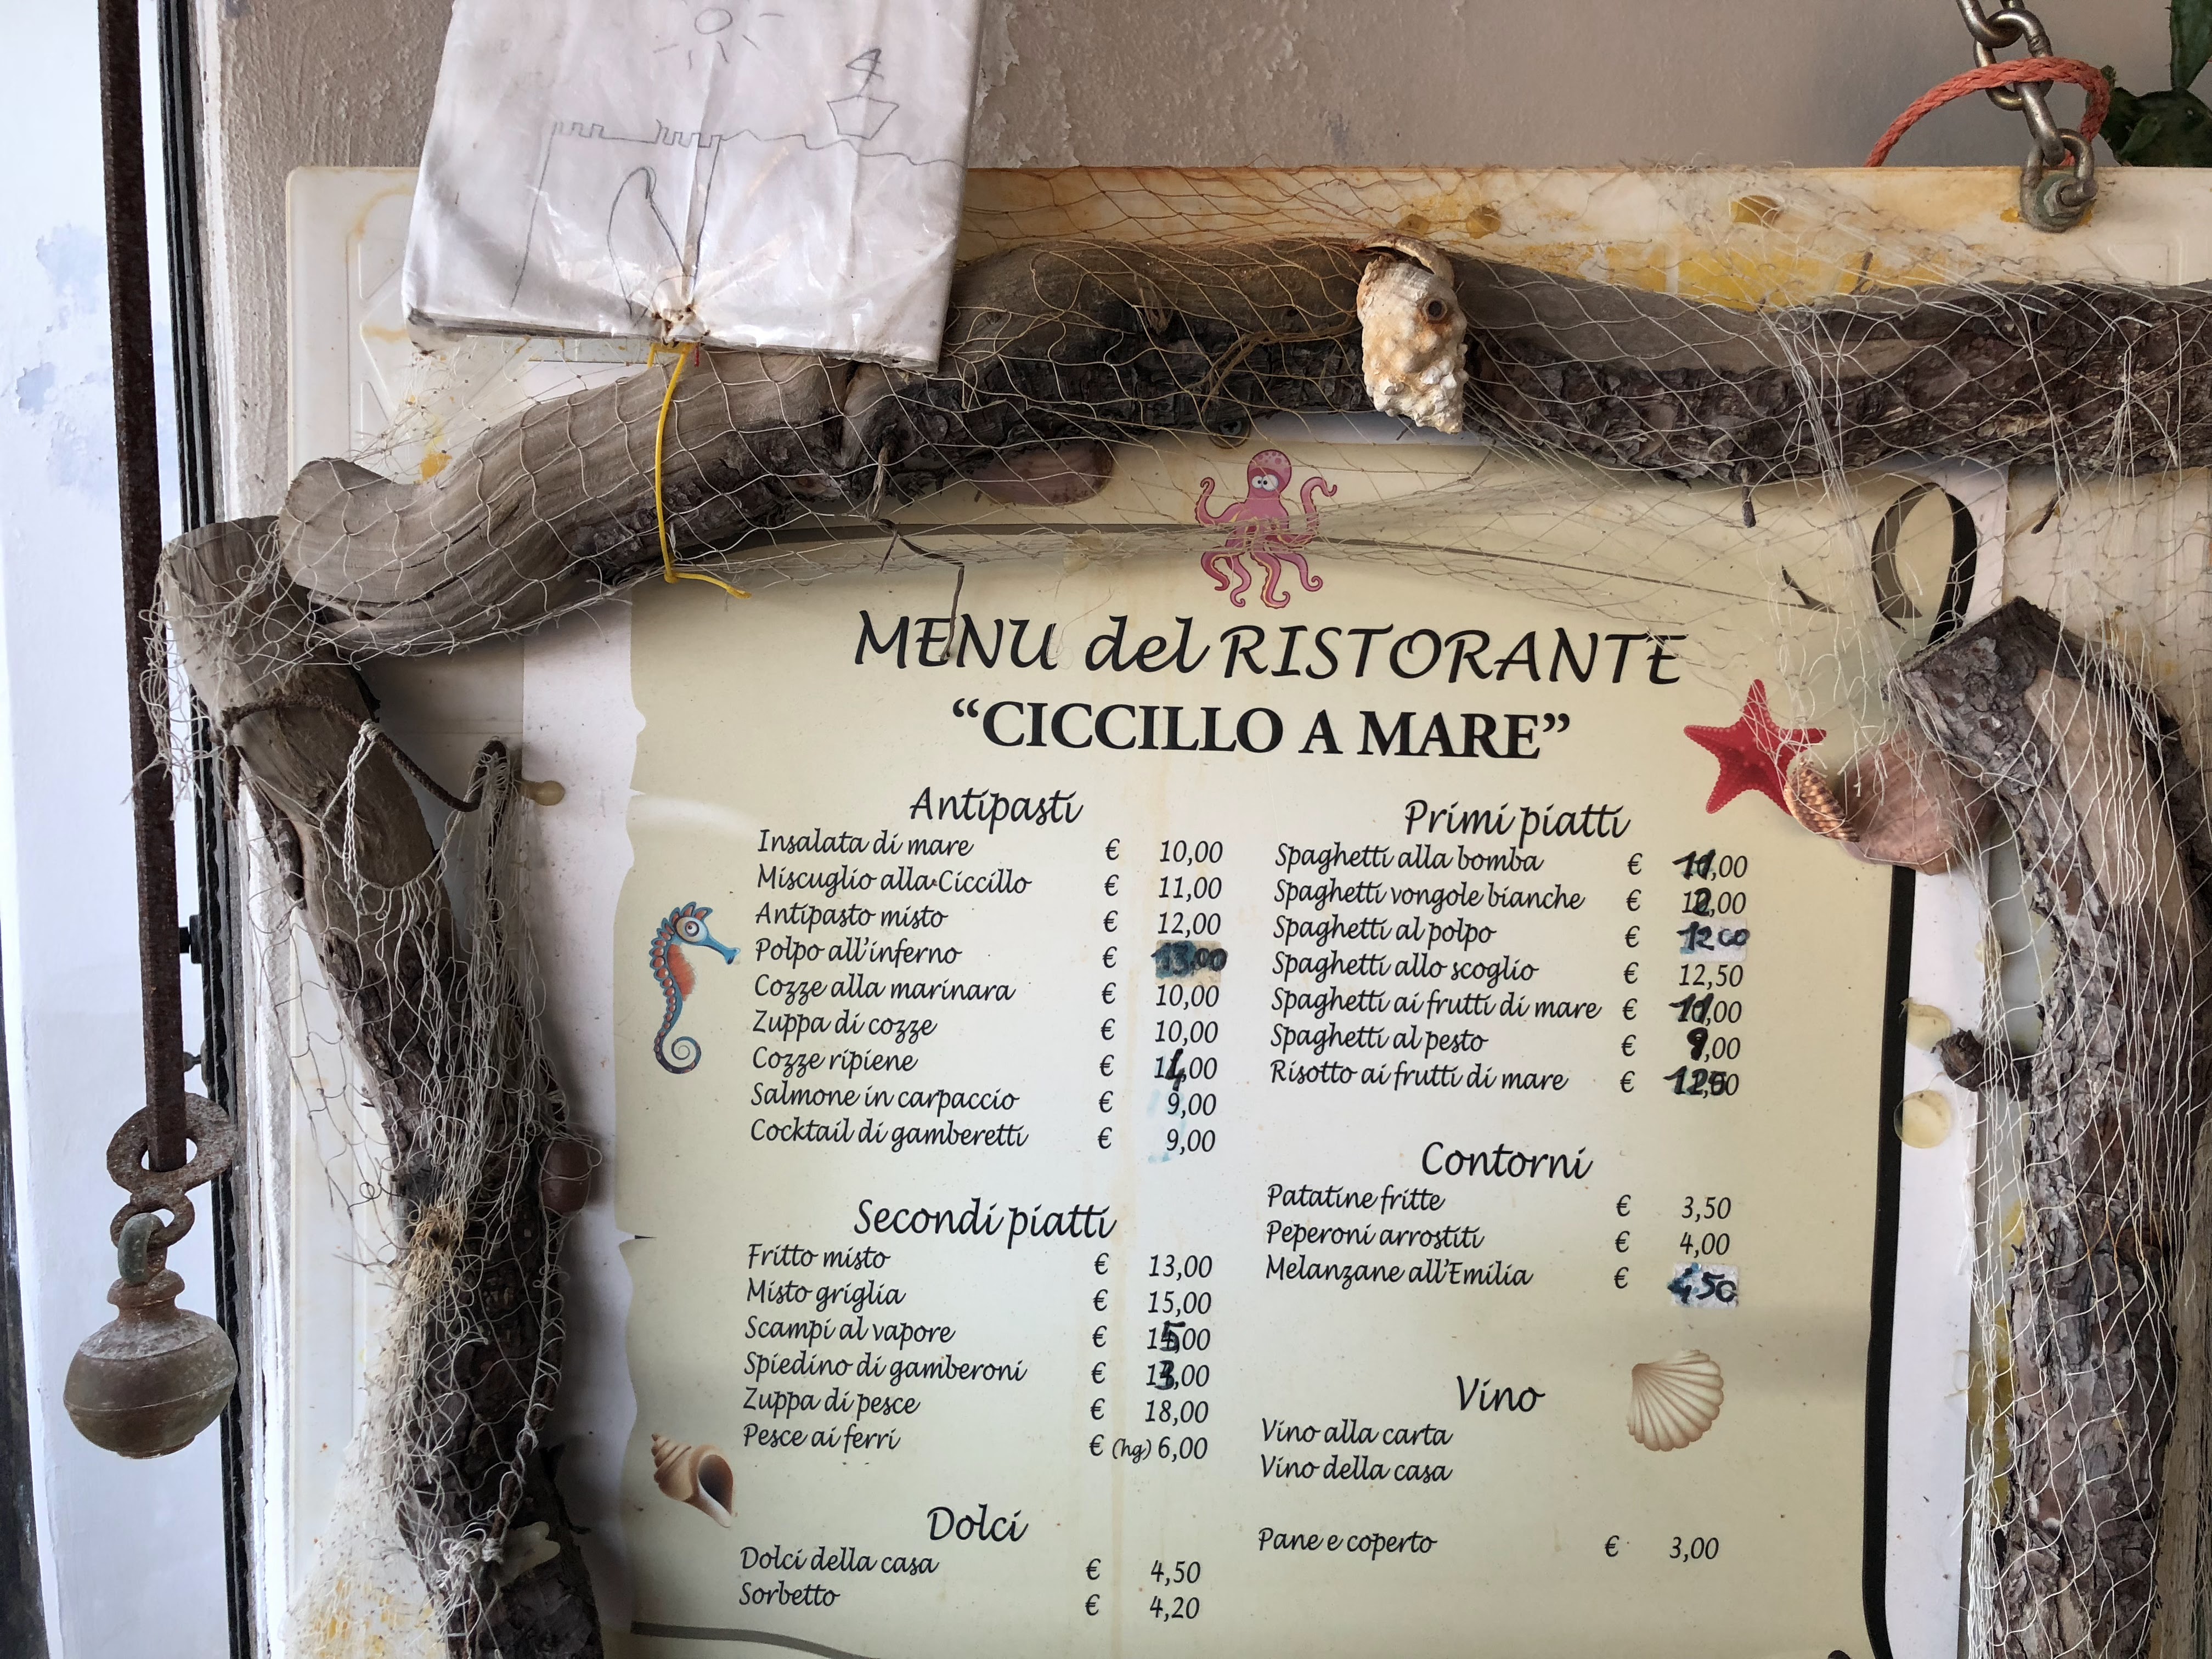 MENU del RISTORANTE
“CICCILLO A MARE”
Antipasti
Insalata di mare € 10,00
Miscuglio alla Ciccillo € 11,00
Antipasto misto € 12,00
Polpo all'inferno € 13,00
Cozze alla marinara € 10,00
Zuppa di cozze € 10,00
Cozze ripiene € 14,00
Salmone in carpaccio € 9,00
Cocktail di gamberetti € 9,00
Secondi piatti
Fritto misto € 13,00
Misto griglia € 15,00
Scampi al vapore € 15,00
Spiedino di gamberoni € 13,00
Zuppa di pesce € 18,00
Pesce ai ferri € (hg) 6,00
Dolci
Dolci della casa € 4,50
Sorbetto € 4,20
Primi piatti
Spaghetti alla bomba € 11,00
Spaghetti vongole bianche € 12,00
Spaghetti al polpo € 12 00
Spaghetti allo scoglio € 12,50
Spaghetti ai frutti di mare € 11,00
Spaghetti al pesto € 9,00
Risotto ai frutti di mare €
Contorni
Patatine fritte € 3,50
Peperoni arrostiti € 4,00
Melanzane all'Emilia € 4,50
Vino
Vino alla carta
Vino della casa
Pane e coperto € 3,00